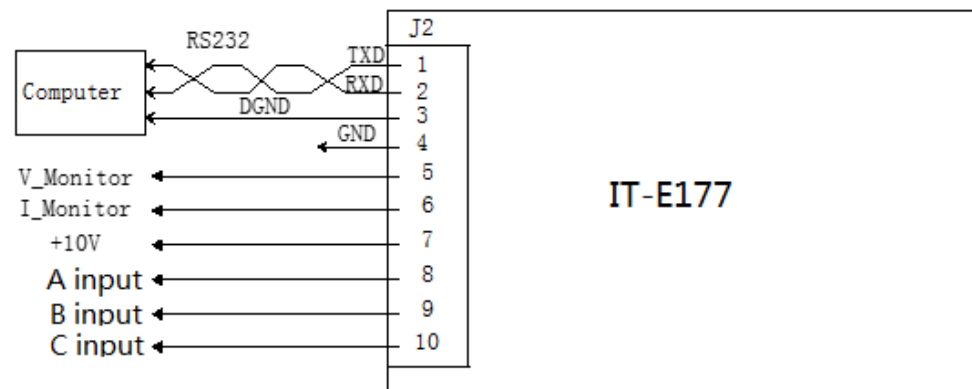 J2
RS232
TXD
1
Computer
RXD
2
DGND
3
GND
4
V_Monitor
5
IT-E177
I_Monitor
6
+10V
7
A input
8
B input
9
C input
10